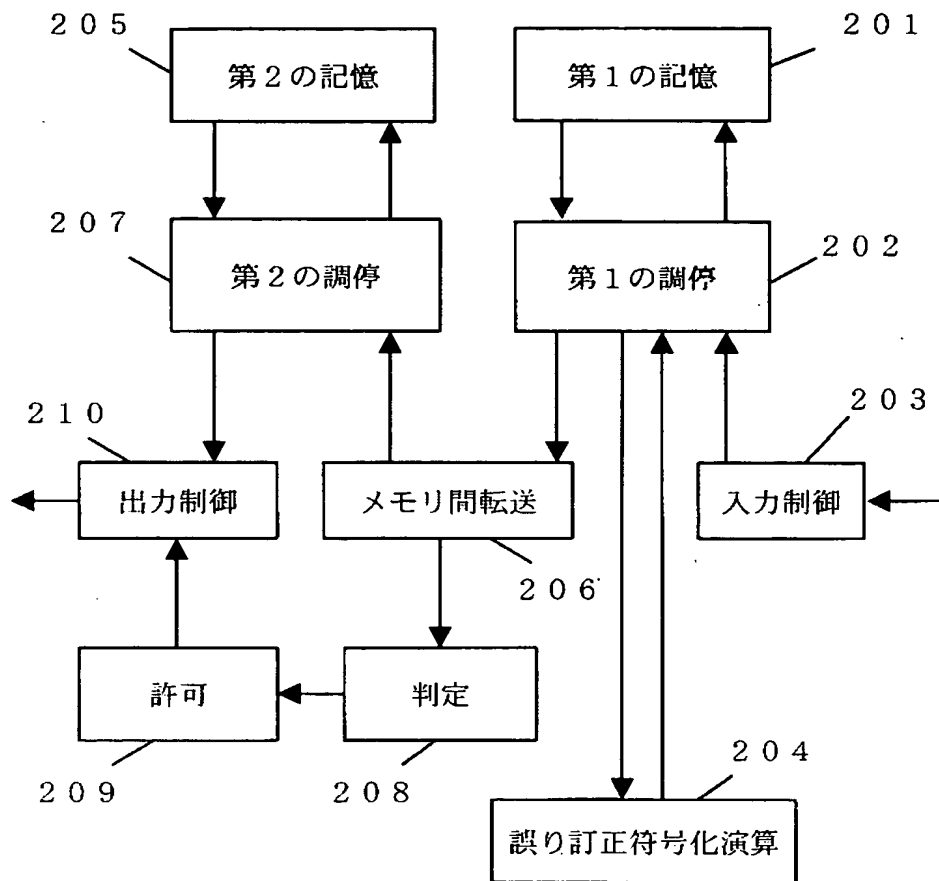 205
201
第２の記憶
第１の記憶
207
202
第２の調停
第１の調停
210
203
出力制御
メモリ間転送
入力制御
206
許可
判定
209
208
204
誤り訂正符号化演算